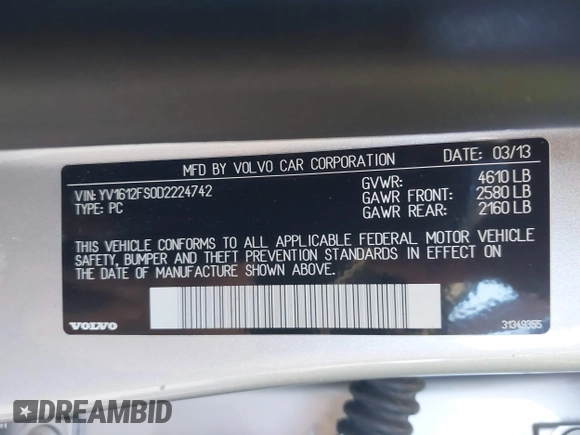 MFD BY VOLVO CAR CORPORATION DATE: 03/13
VIN: YV1612FS0D2224742 GVWR: 4610 LB
TYPE: PC GAWR FRONT: 2580 LB
GAWR REAR: 2160 LB
THIS VEHICLE CONFORMS TO ALL APPLICABLE FEDERAL MOTOR VEHICLE
SAFETY, BUMPER AND THEFT PREVENTION STANDARDS IN EFFECT ON
THE DATE OF MANUFACTURE SHOWN ABOVE.
VOLVO 31349355
DREAMBID